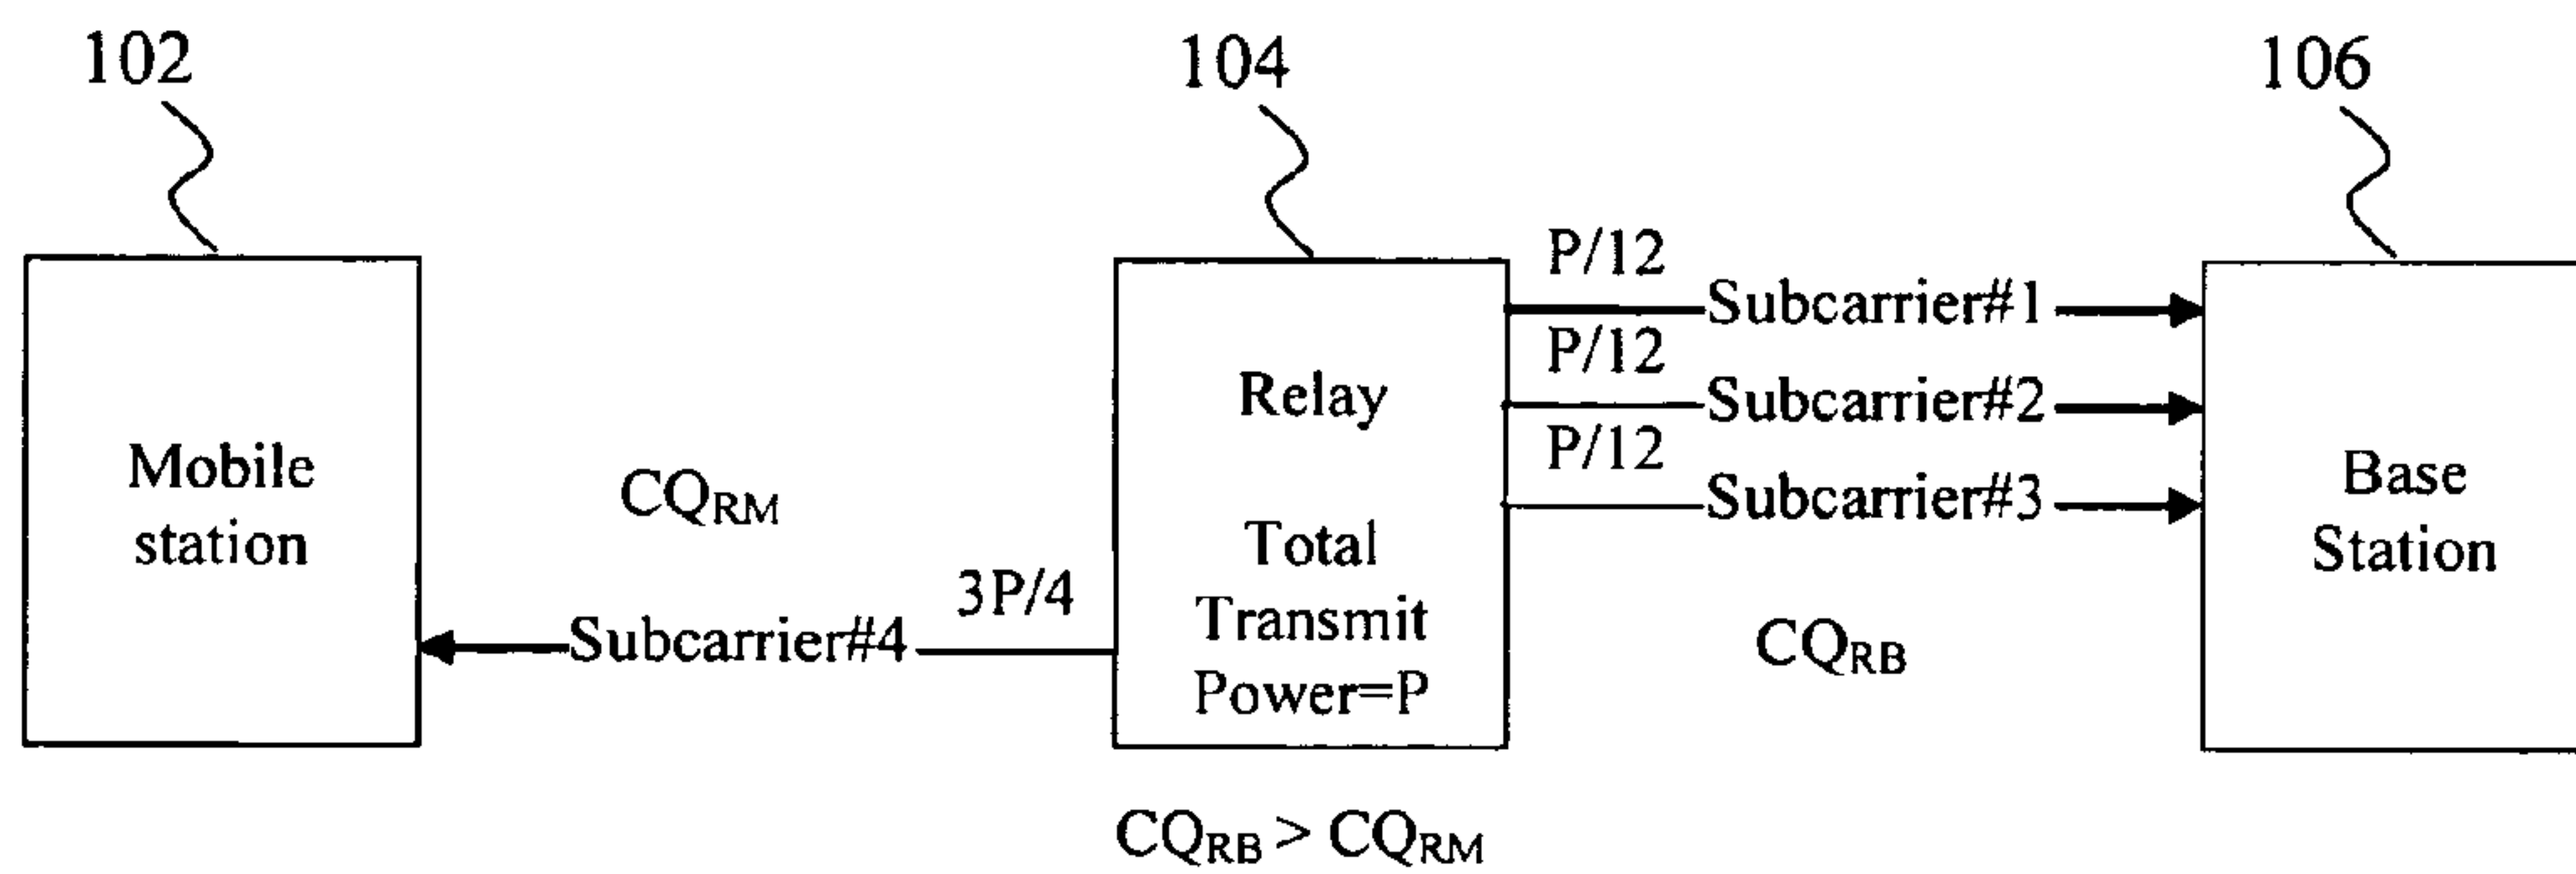 102
104
106
P/12
Subcarrier#1
P/12
Subcarrier#2
P/12
Subcarrier#3
Mobile
station
CQRM
3P/4
Subcarrier#4
Relay
Total
Transmit
Power=P
CQRB
Base
Station
CQRB > CQRM